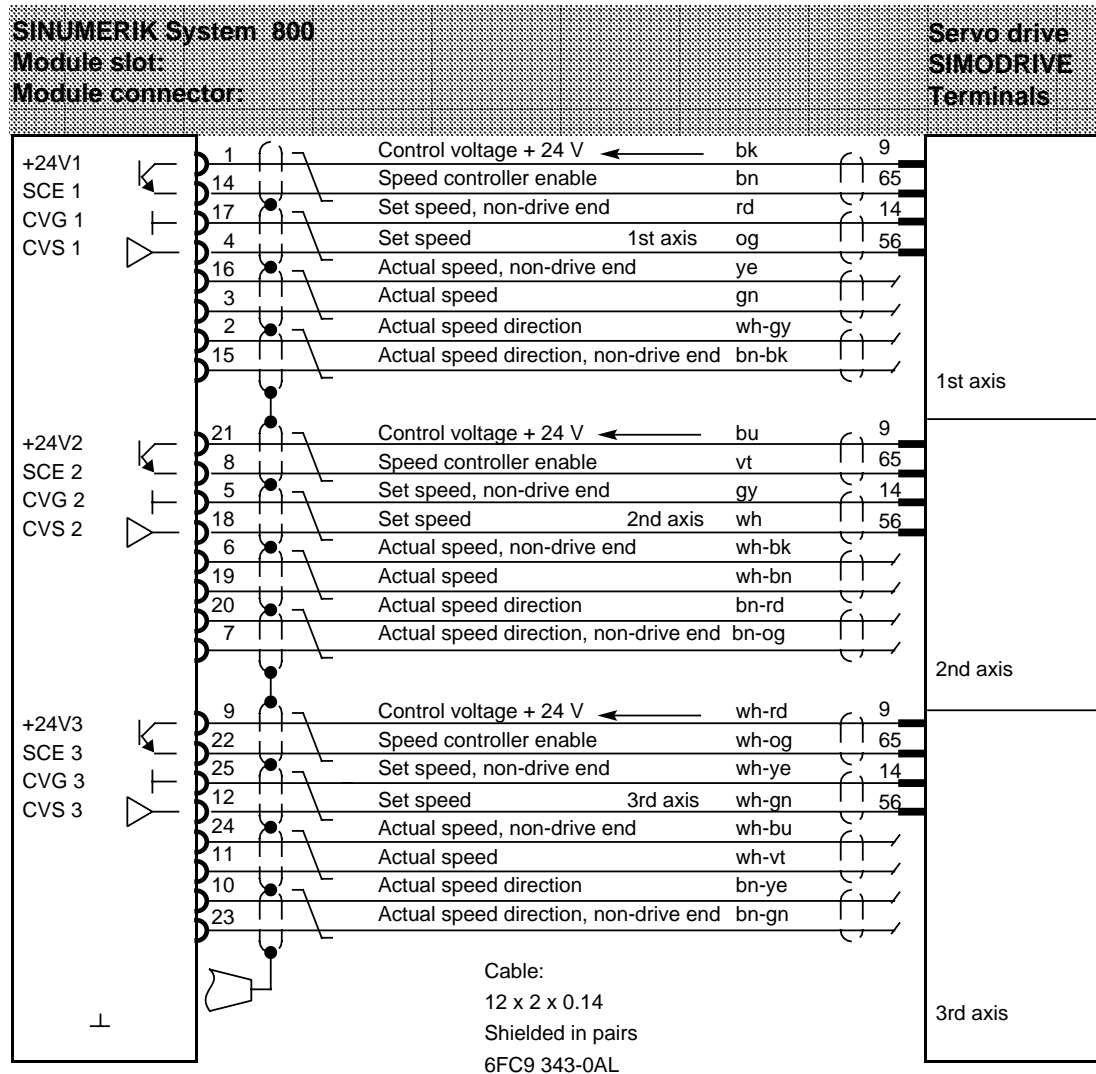 SINUMERIK System 800 Servo drive
Module slot: SIMODRIVE
Module connector: Terminals
+24V1 1 Control voltage + 24 V bk 9
SCE 1 14 Speed controller enable bn 65
CVG 1 17 Set speed, non-drive end rd 14
CVS 1 4 Set speed 1st axis og 56
16 Actual speed, non-drive end ye
3 Actual speed gn
2 Actual speed direction wh-gy
15 Actual speed direction, non-drive end bn-bk
1st axis
+24V2 21 Control voltage + 24 V bu 9
SCE 2 8 Speed controller enable vt 65
CVG 2 5 Set speed, non-drive end gy 14
CVS 2 18 Set speed 2nd axis wh 56
6 Actual speed, non-drive end wh-bk
19 Actual speed wh-bn
20 Actual speed direction bn-rd
7 Actual speed direction, non-drive end bn-og
2nd axis
+24V3 9 Control voltage + 24 V wh-rd 9
SCE 3 22 Speed controller enable wh-og 65
CVG 3 25 Set speed, non-drive end wh-ye 14
CVS 3 12 Set speed 3rd axis wh-gn 56
24 Actual speed, non-drive end wh-bu
11 Actual speed wh-vt
10 Actual speed direction bn-ye
23 Actual speed direction, non-drive end bn-gn
Cable:
12 x 2 x 0.14
3rd axis
Shielded in pairs
6FC9 343-0AL